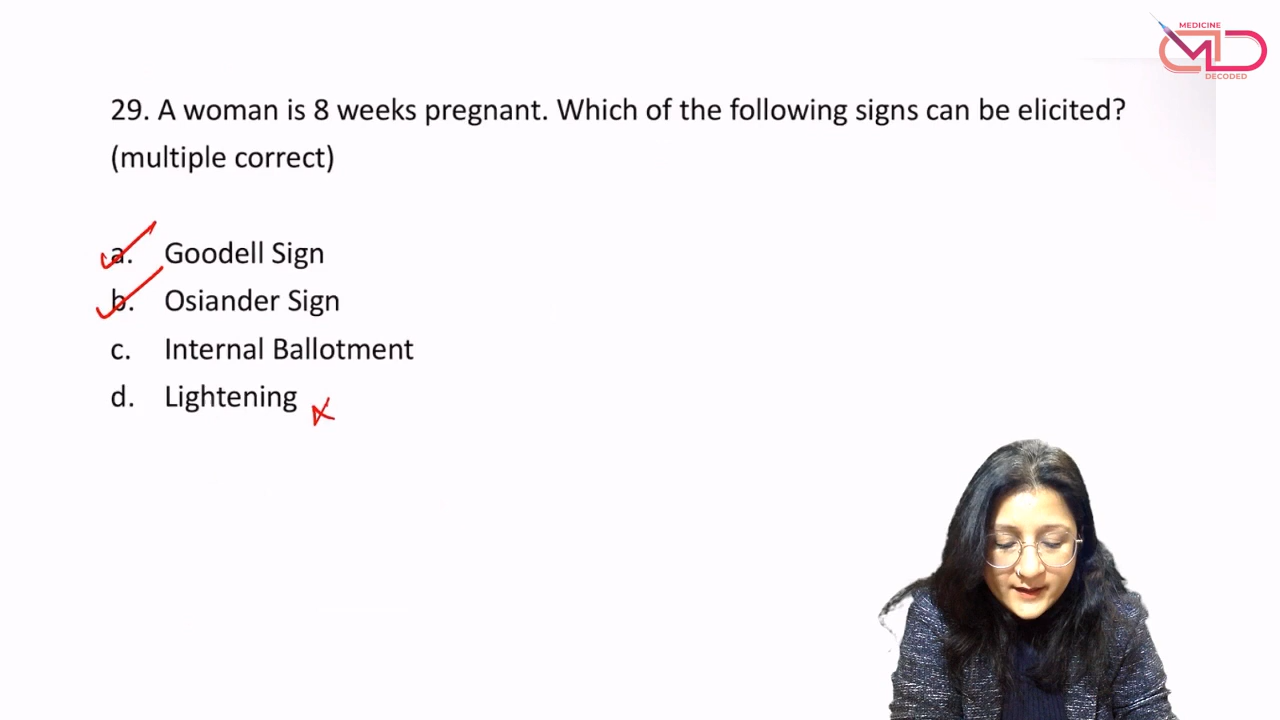 MEDICINE
MD
DECODED
29. A woman is 8 weeks pregnant. Which of the following signs can be elicited?
(multiple correct)
a. Goodell Sign
b. Osiander Sign
c. Internal Ballotment
d. Lightening